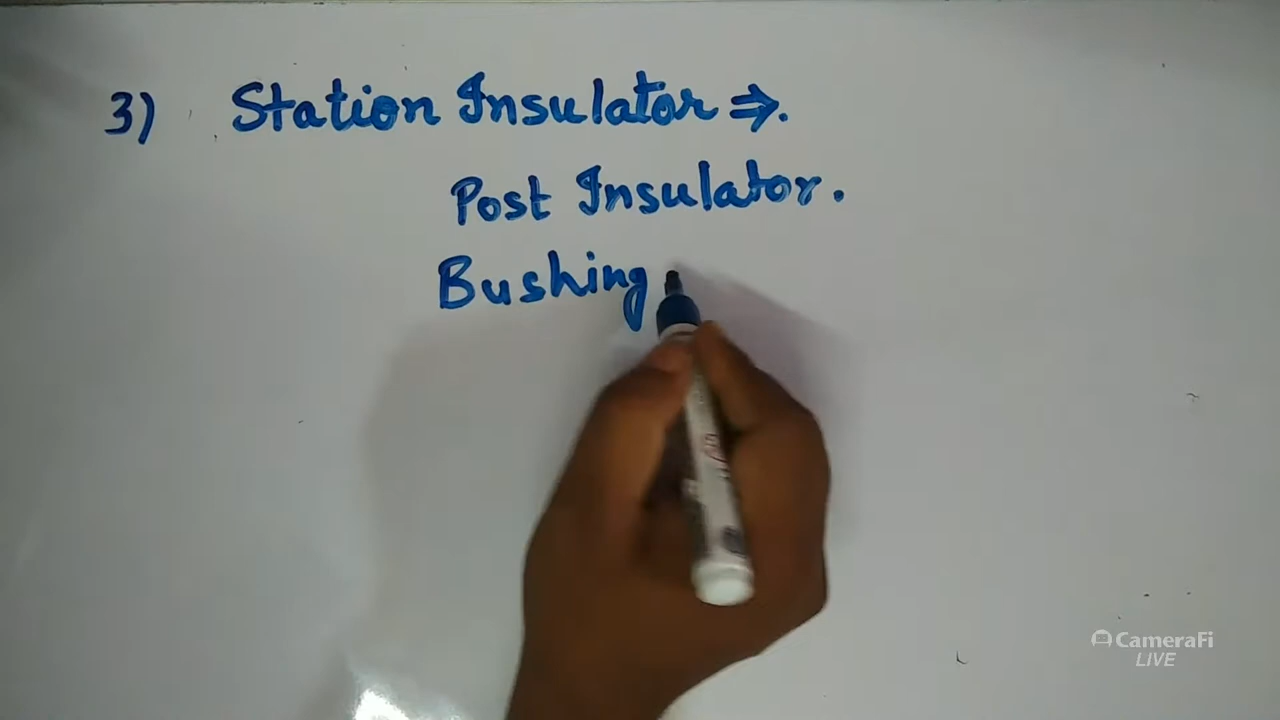 3) Station Insulator ⇒.
Post Insulator.
Bushing
CameraFi
LIVE